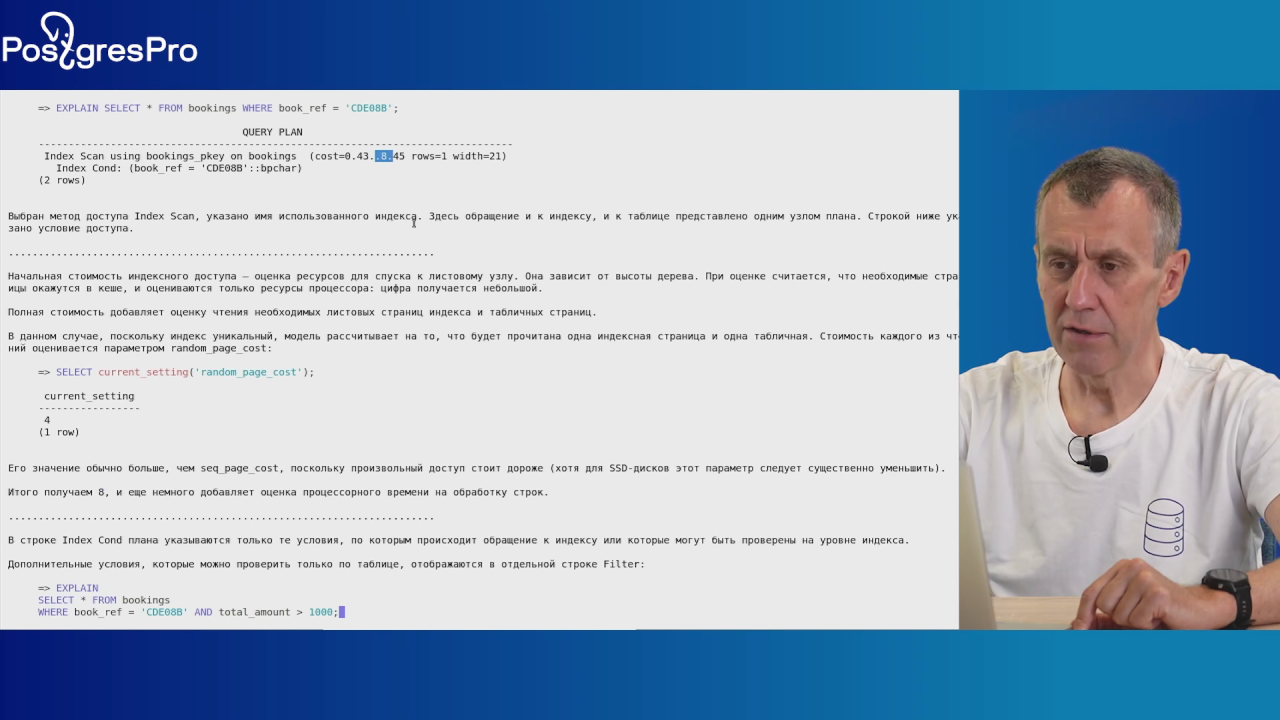 PostgresPro
=> EXPLAIN SELECT * FROM bookings WHERE book_ref = 'CDE08B';
QUERY PLAN
------------------------------------------------------------------------------
Index Scan using bookings_pkey on bookings (cost=0.43..8.45 rows=1 width=21)
Index Cond: (book_ref = 'CDE08B'::bpchar)
(2 rows)
Выбран метод доступа Index Scan, указано имя использованного индекса. Здесь обращение и к индексу, и к таблице представлено одним узлом плана. Строкой ниже ук
зано условие доступа.
.......................................................................
Начальная стоимость индексного доступа — оценка ресурсов для спуска к листовому узлу. Она зависит от высоты дерева. При оценке считается, что необходимые стра
ицы окажутся в кеше, и оцениваются только ресурсы процессора: цифра получается небольшой.
Полная стоимость добавляет оценку чтения необходимых листовых страниц индекса и табличных страниц.
В данном случае, поскольку индекс уникальный, модель рассчитывает на то, что будет прочитана одна индексная страница и одна табличная. Стоимость каждого из чт
ний оценивается параметром random_page_cost:
=> SELECT current_setting('random_page_cost');
current_setting
-----------------
4
(1 row)
Его значение обычно больше, чем seq_page_cost, поскольку произвольный доступ стоит дороже (хотя для SSD-дисков этот параметр следует существенно уменьшить).
Итого получаем 8, и еще немного добавляет оценка процессорного времени на обработку строк.
.......................................................................
В строке Index Cond плана указываются только те условия, по которым происходит обращение к индексу или которые могут быть проверены на уровне индекса.
Дополнительные условия, которые можно проверить только по таблице, отображаются в отдельной строке Filter:
=> EXPLAIN
SELECT * FROM bookings
WHERE book_ref = 'CDE08B' AND total_amount > 1000;